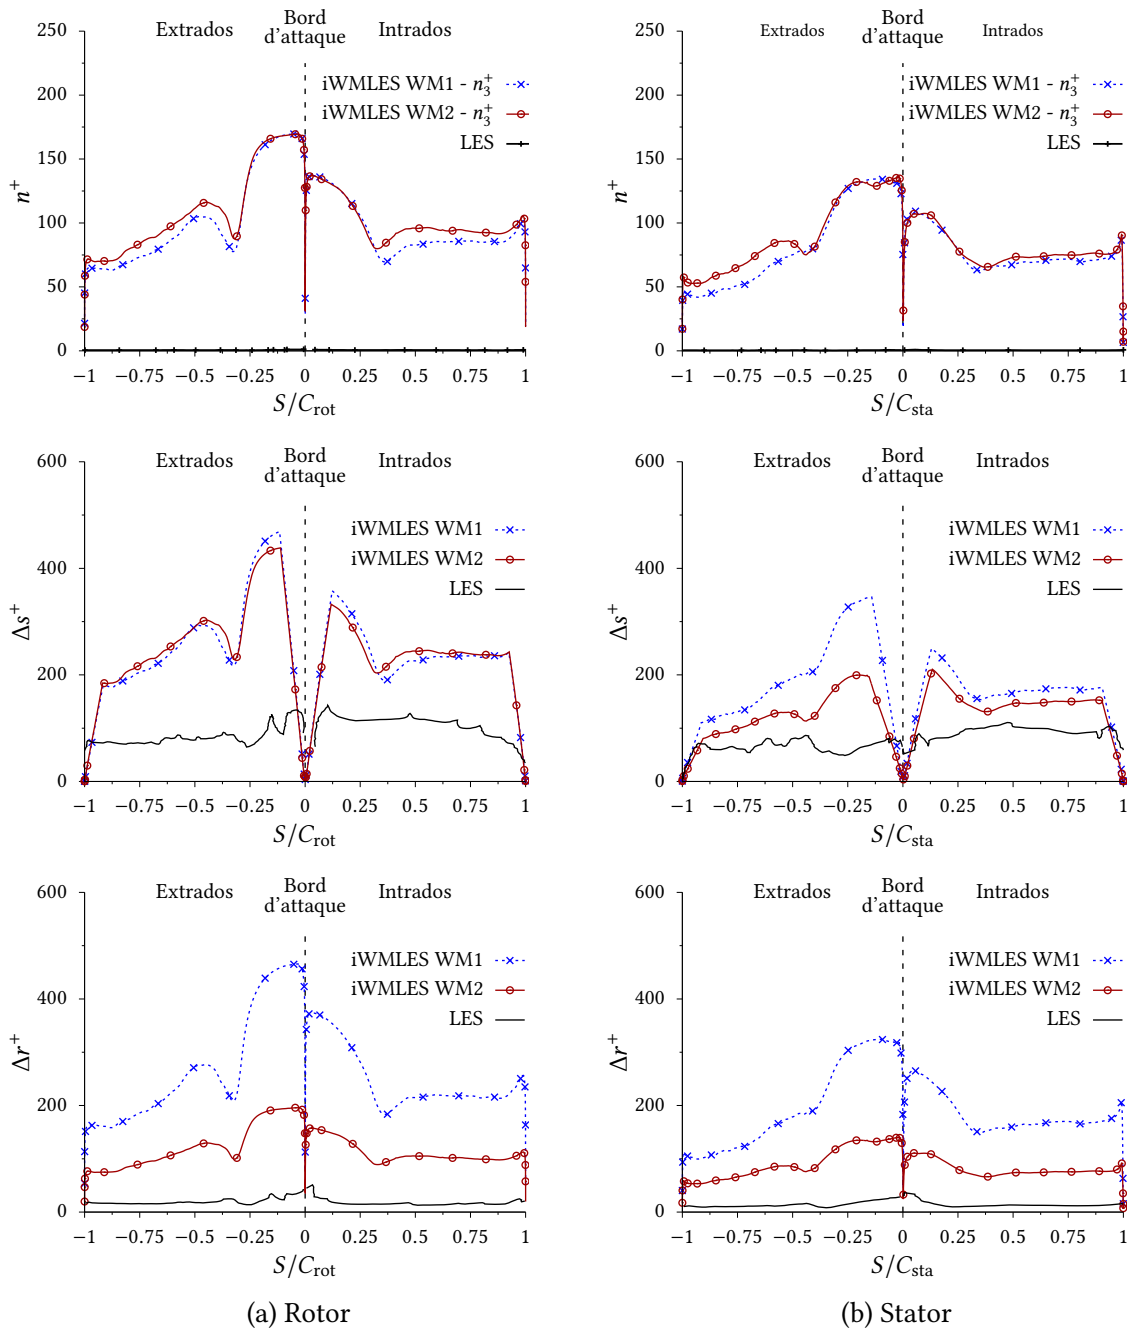 250
200
150
100
50
0
n⁺
Extrados
Bord
d'attaque
Intrados
iWMLES WM1 - n₃⁺
iWMLES WM2 - n₃⁺
LES
−1 −0.75 −0.5 −0.25 0 0.25 0.5 0.75 1
S/C_rot
250
200
150
100
50
0
n⁺
Extrados
Bord
d'attaque
Intrados
iWMLES WM1 - n₃⁺
iWMLES WM2 - n₃⁺
LES
−1 −0.75 −0.5 −0.25 0 0.25 0.5 0.75 1
S/C_sta
600
400
200
0
Δs⁺
Extrados
Bord
d'attaque
Intrados
iWMLES WM1
iWMLES WM2
LES
−1 −0.75 −0.5 −0.25 0 0.25 0.5 0.75 1
S/C_rot
600
400
200
0
Δs⁺
Extrados
Bord
d'attaque
Intrados
iWMLES WM1
iWMLES WM2
LES
−1 −0.75 −0.5 −0.25 0 0.25 0.5 0.75 1
S/C_sta
600
400
200
0
Δr⁺
Extrados
Bord
d'attaque
Intrados
iWMLES WM1
iWMLES WM2
LES
−1 −0.75 −0.5 −0.25 0 0.25 0.5 0.75 1
S/C_rot
(a) Rotor
600
400
200
0
Δr⁺
Extrados
Bord
d'attaque
Intrados
iWMLES WM1
iWMLES WM2
LES
−1 −0.75 −0.5 −0.25 0 0.25 0.5 0.75 1
S/C_sta
(b) Stator